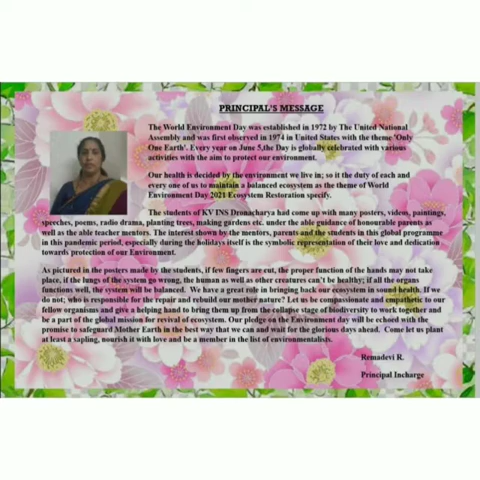 PRINCIPAL'S MESSAGE
The World Environment Day was established in 1972 by The United National
Assembly and was first observed in 1974 in United States with the theme 'Only
One Earth'. Every year on June 5,the Day is globally celebrated with various
activities with the aim to protect our environment.
Our health is decided by the environment we live in; so it the duty of each and
every one of us to maintain a balanced ecosystem as the theme of World
Environment Day 2021 Ecosystem Restoration specify.
The students of KV INS Dronacharya had come up with many posters, videos, paintings,
speeches, poems, radio drama, planting trees, making gardens etc. under the able guidance of honourable parents as
well as the able teacher mentors. The interest shown by the mentors, parents and the students in this global programme
in this pandemic period, especially during the holidays itself is the symbolic representation of their love and dedication
towards protection of our Environment.
As pictured in the posters made by the students, if few fingers are cut, the proper function of the hands may not take
place, if the lungs of the system go wrong, the human as well as other creatures can't be healthy; if all the organs
functions well, the system will be balanced. We have a great role in bringing back our ecosystem in sound health. If we
do not; who is responsible for the repair and rebuild our mother nature? Let us be compassionate and empathetic to our
fellow organisms and give a helping hand to bring them up from the collapse stage of biodiversity to work together and
be a part of the global mission for revival of ecosystem. Our pledge on the Environment day will be echoed with the
promise to safeguard Mother Earth in the best way that we can and wait for the glorious days ahead. Come let us plant
at least a sapling, nourish it with love and be a member in the list of environmentalists.
Remadevi R.
Principal Incharge